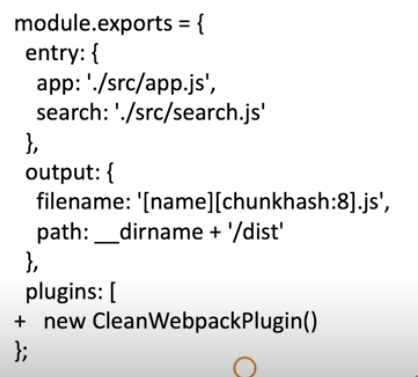 module.exports = {
entry: {
app: './src/app.js',
search: './src/search.js'
},
output: {
filename: '[name][chunkhash:8].js',
path: __dirname + '/dist'
},
plugins: [
+ new CleanWebpackPlugin()
};